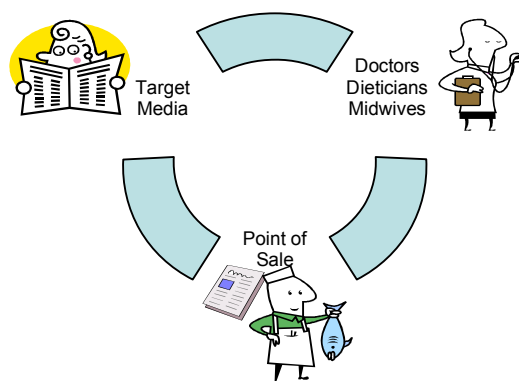 Target
Media
Doctors
Dieticians
Midwives
Point of
Sale